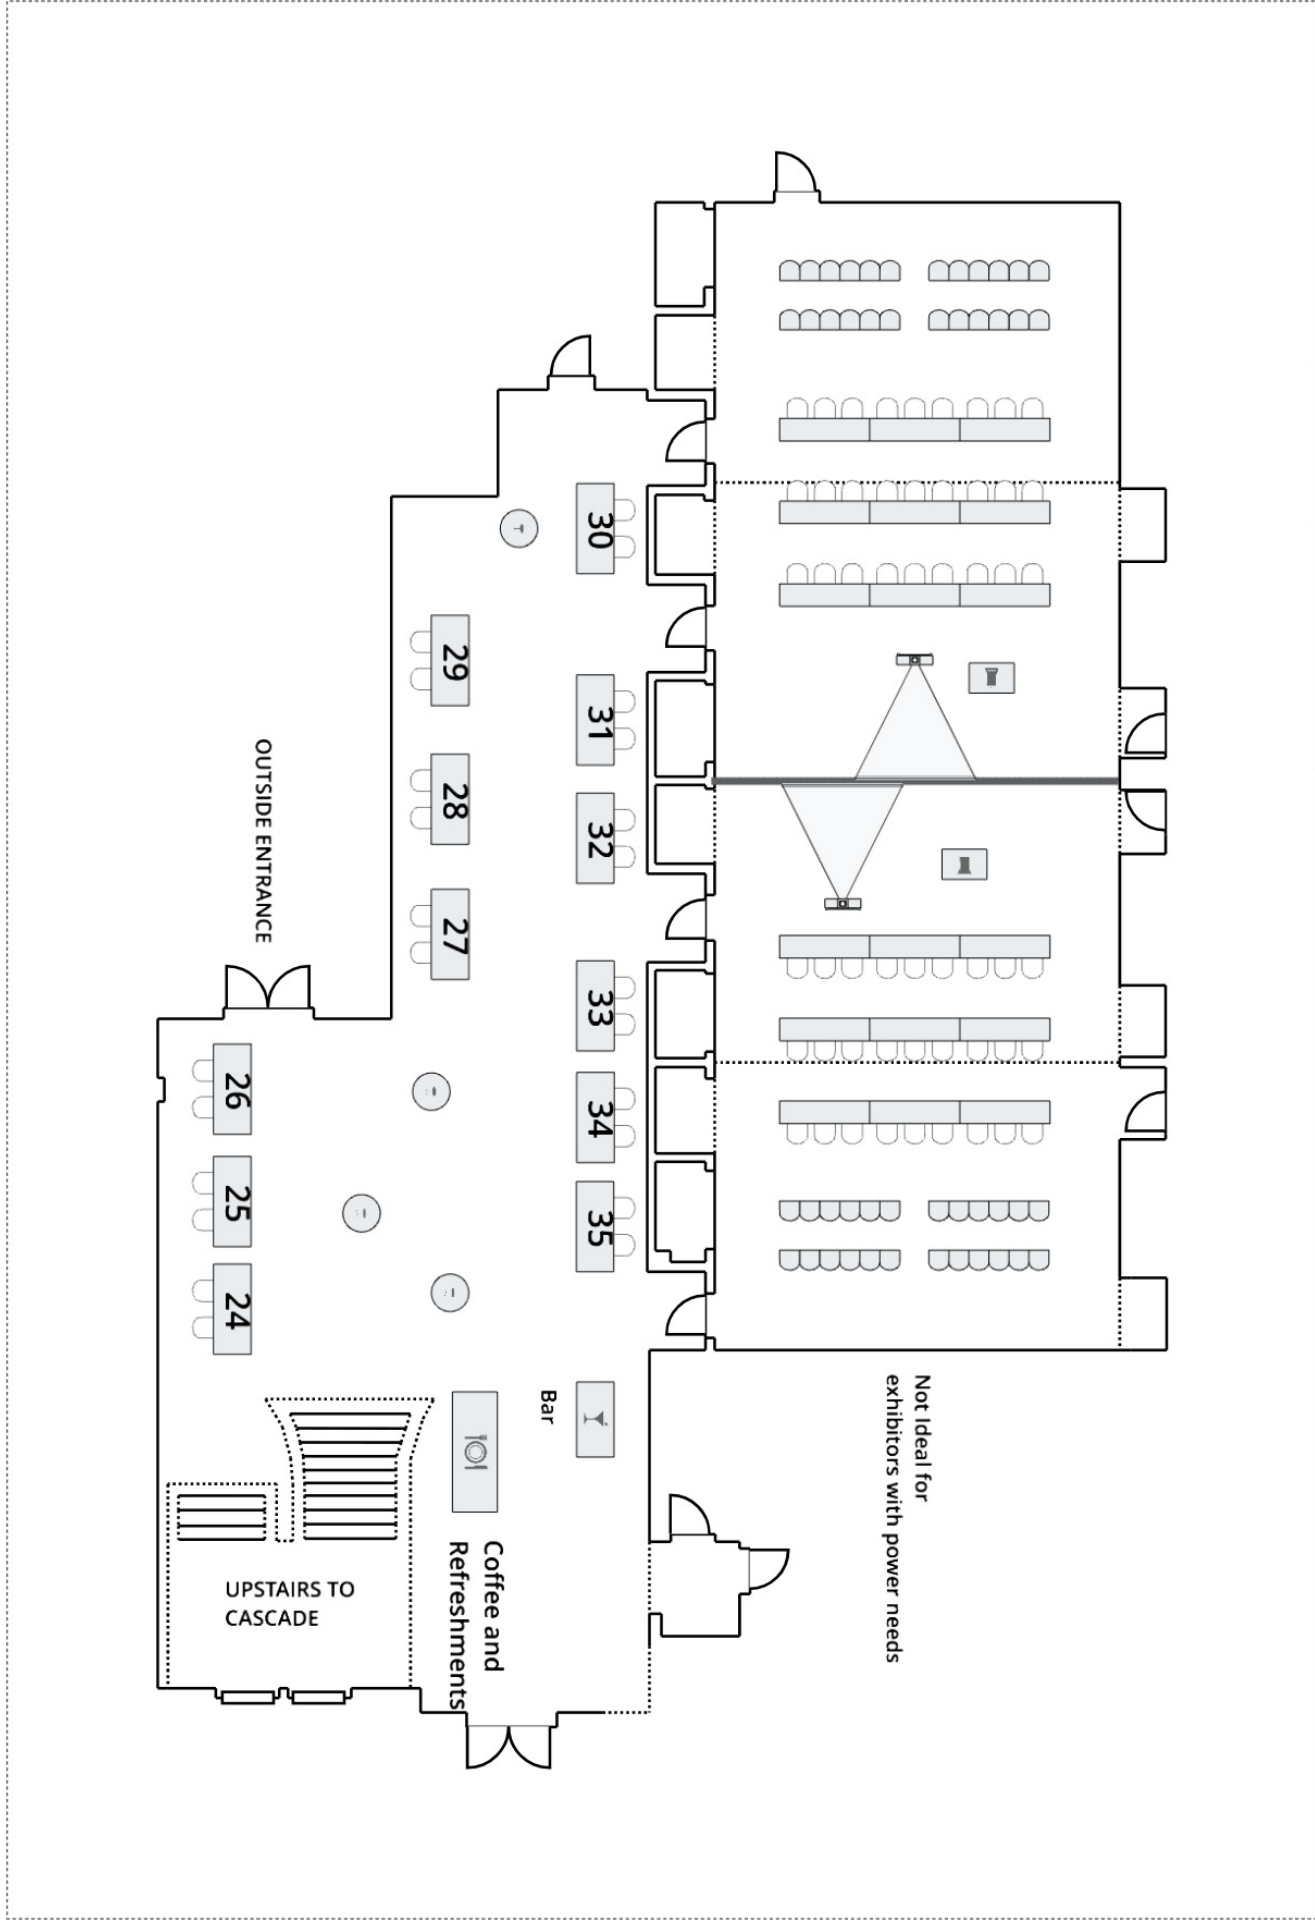 30
29
31
28
32
27
OUTSIDE ENTRANCE
33
26
34
25
35
24
Bar
Not Ideal for
exhibitors with power needs
Coffee and
Refreshments
UPSTAIRS TO
CASCADE